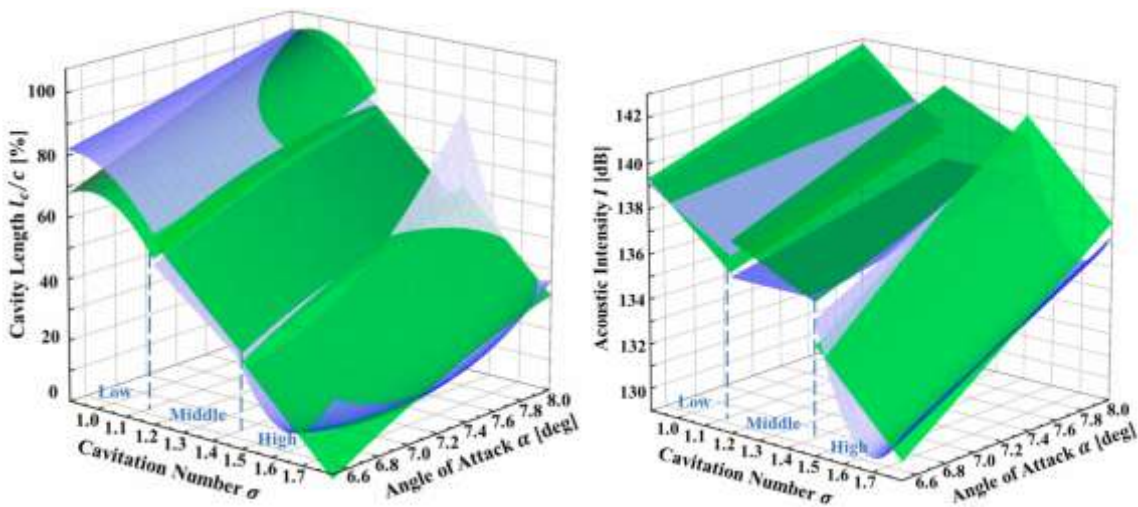 Cavity Length l_c/c [%]
100
80
60
40
20
0
Low
Middle
High
1.0 1.1 1.2 1.3 1.4 1.5 1.6 1.7
Cavitation Number σ
6.6 6.8 7.0 7.2 7.4 7.6 7.8 8.0
Angle of Attack α [deg]
Acoustic Intensity I [dB]
142
140
138
136
134
132
130
Low
Middle
High
1.0 1.1 1.2 1.3 1.4 1.5 1.6 1.7
Cavitation Number σ
6.6 6.8 7.0 7.2 7.4 7.6 7.8 8.0
Angle of Attack α [deg]